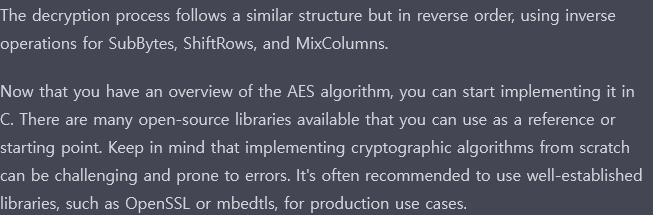 The decryption process follows a similar structure but in reverse order, using inverse
operations for SubBytes, ShiftRows, and MixColumns.
Now that you have an overview of the AES algorithm, you can start implementing it in
C. There are many open-source libraries available that you can use as a reference or
starting point. Keep in mind that implementing cryptographic algorithms from scratch
can be challenging and prone to errors. It's often recommended to use well-established
libraries, such as OpenSSL or mbedtls, for production use cases.